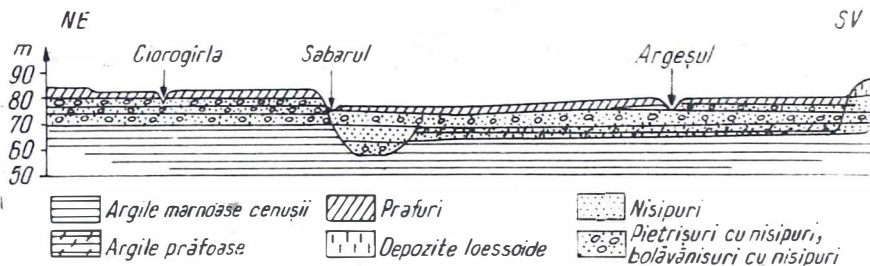 NE SV
m Ciorogîrla Sabarul Argeșul
90
80
70
60
50
Argile marnoase cenușii Prafuri Nisipuri
Argile prăfoase Depozite loessoide Pietrișuri cu nisipuri,
bolăvănișuri cu nisipuri